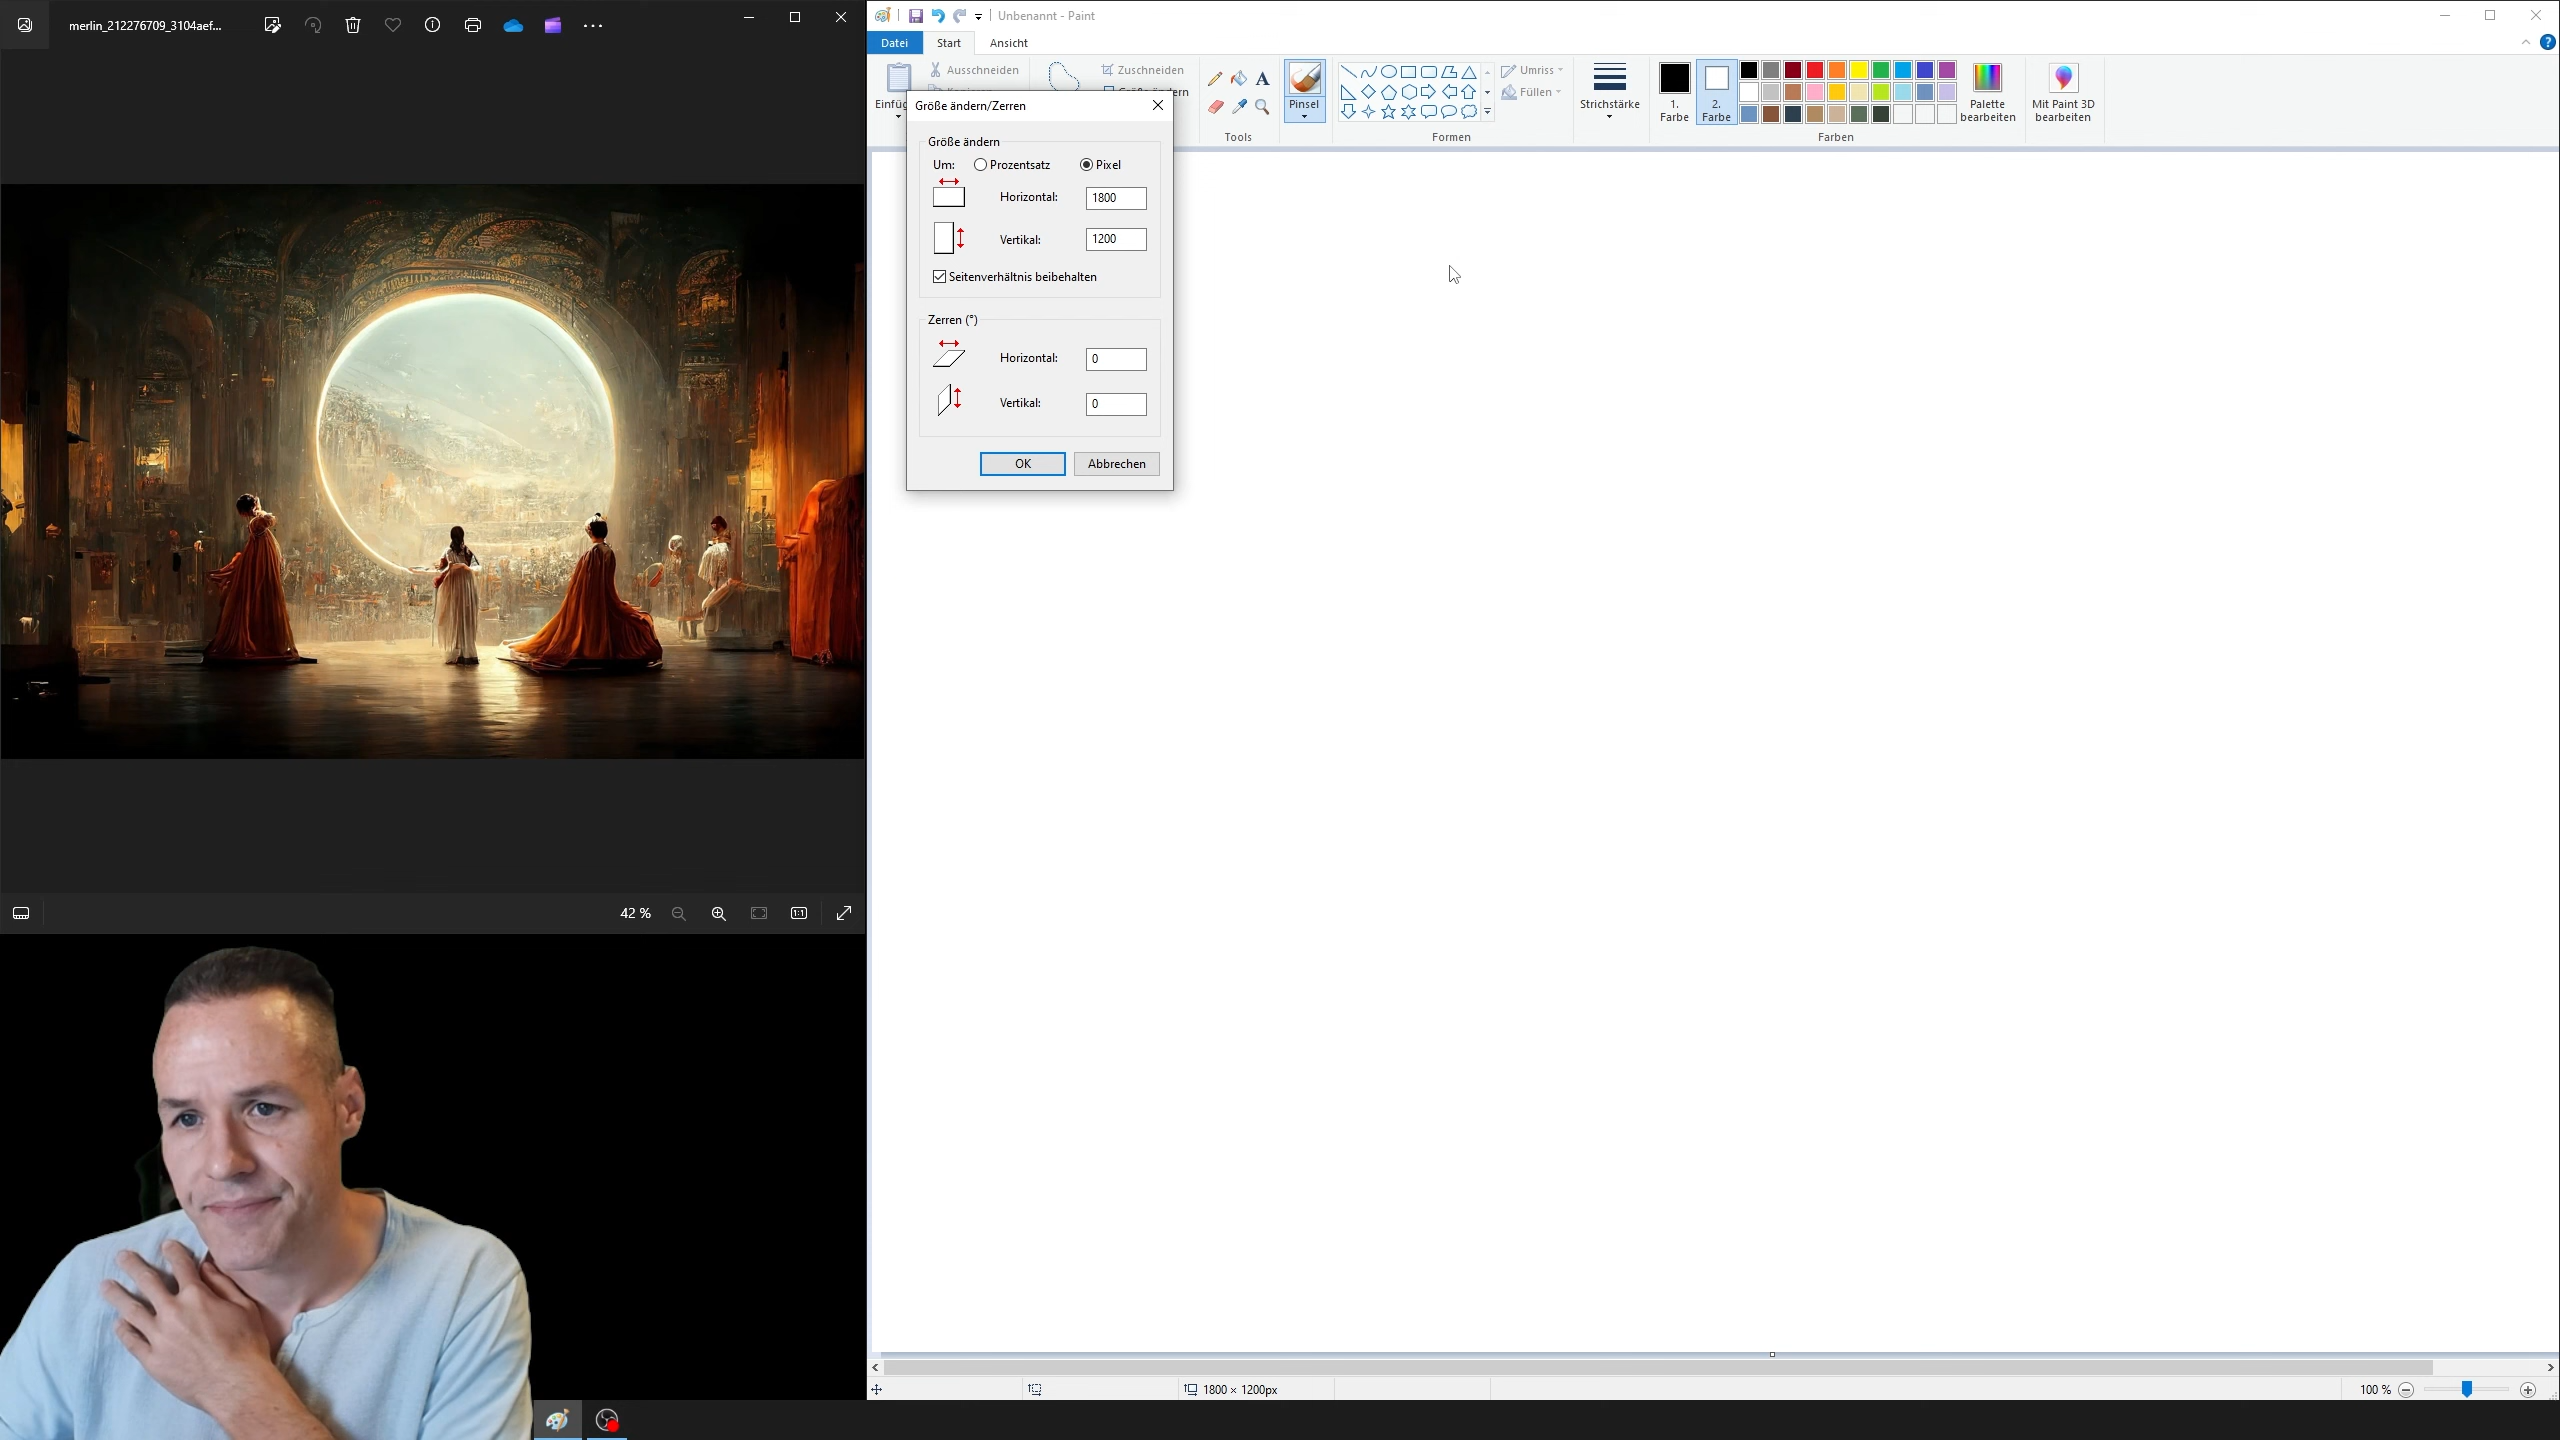 merlin_212276709_3104aef...
42 %
Unbenannt - Paint
Datei
Start
Ansicht
Einfüg
Ausschneiden
Zuschneiden
Pinsel
Umriss
Füllen
Strichstärke
1.
Farbe
2.
Farbe
Palette
bearbeiten
Mit Paint 3D
bearbeiten
Tools
Formen
Farben
Größe ändern/Zerren
Größe ändern
Um:
Prozentsatz
Pixel
Horizontal:
1800
Vertikal:
1200
Seitenverhältnis beibehalten
Zerren (°)
Horizontal:
0
Vertikal:
0
OK
Abbrechen
1800 × 1200px
100 %